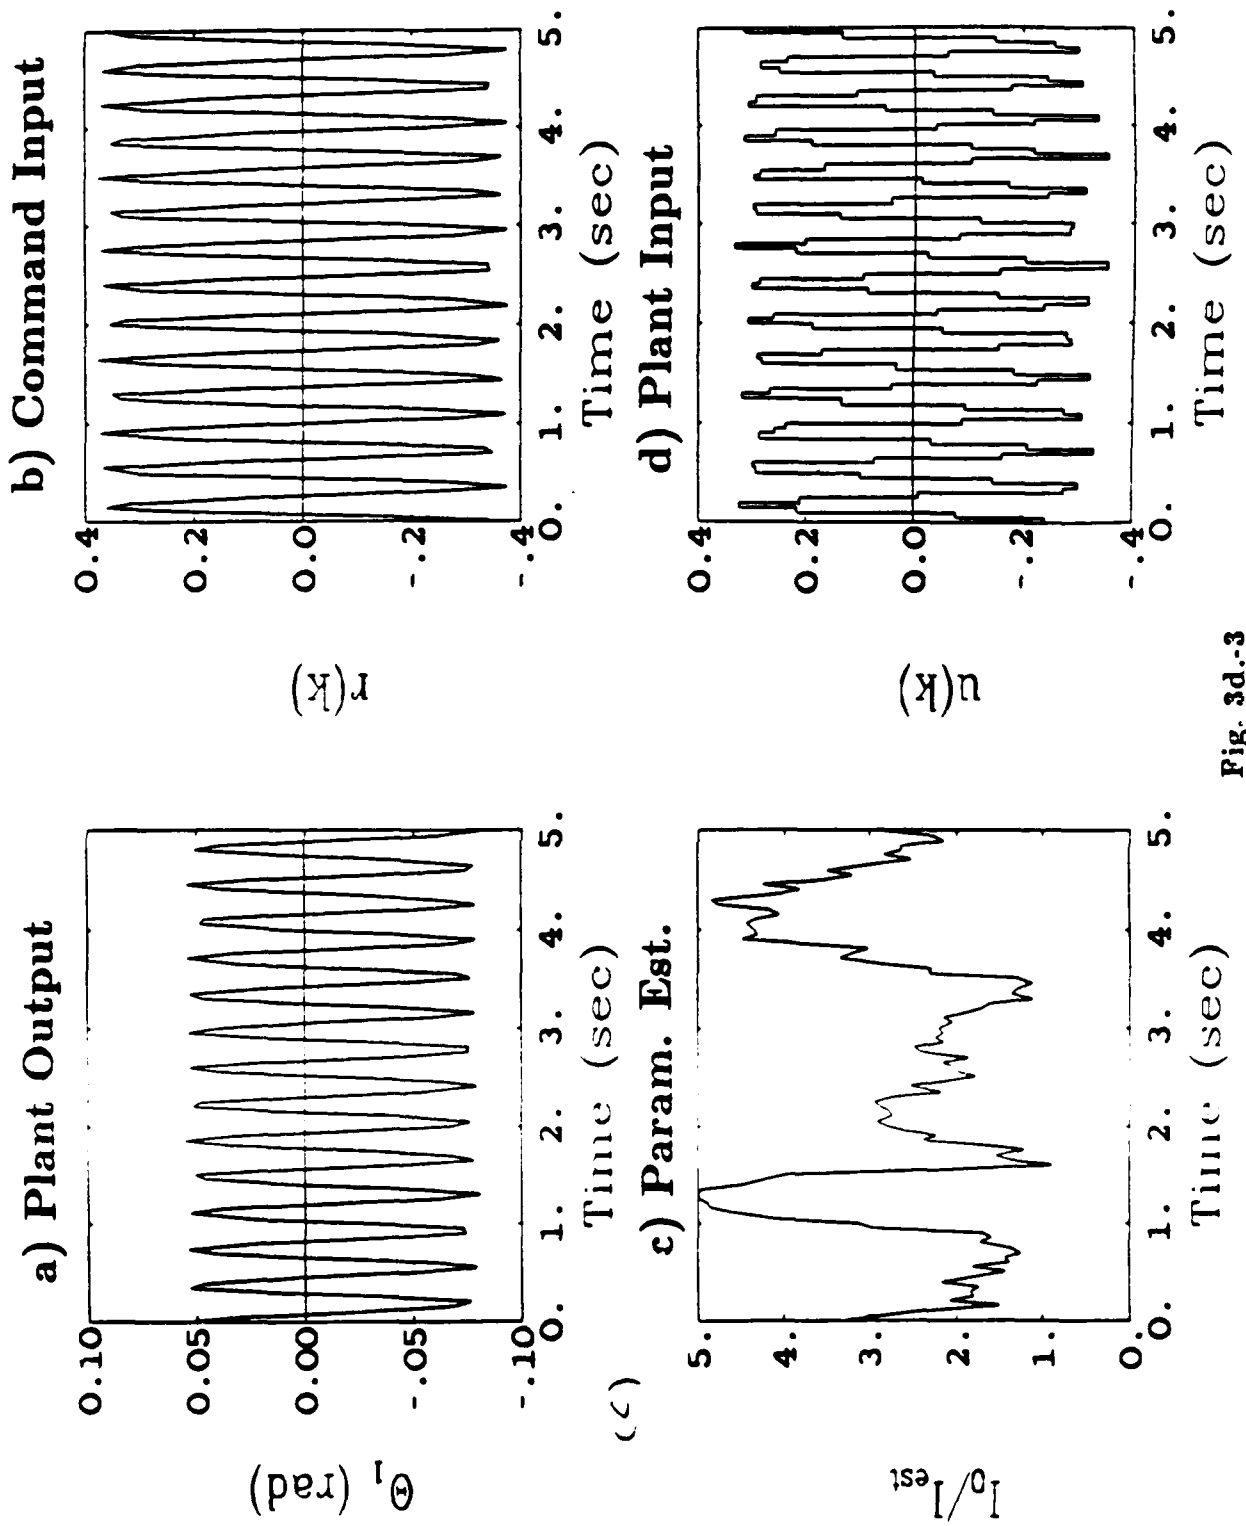 a) Plant Output
Θ₁ (rad)
0.10
0.05
0.00
-.05
-.10
0. 1. 2. 3. 4. 5.
Time (sec)
b) Command Input
r(k)
0.4
0.2
0.0
-.2
-.4
0. 1. 2. 3. 4. 5.
Time (sec)
c) Param. Est.
I₀/I_est
5.
4.
3.
2.
1.
0.
0. 1. 2. 3. 4. 5.
Time (sec)
d) Plant Input
u(k)
0.4
0.2
0.0
-.2
-.4
0. 1. 2. 3. 4. 5.
Time (sec)
Fig. 3d.-3